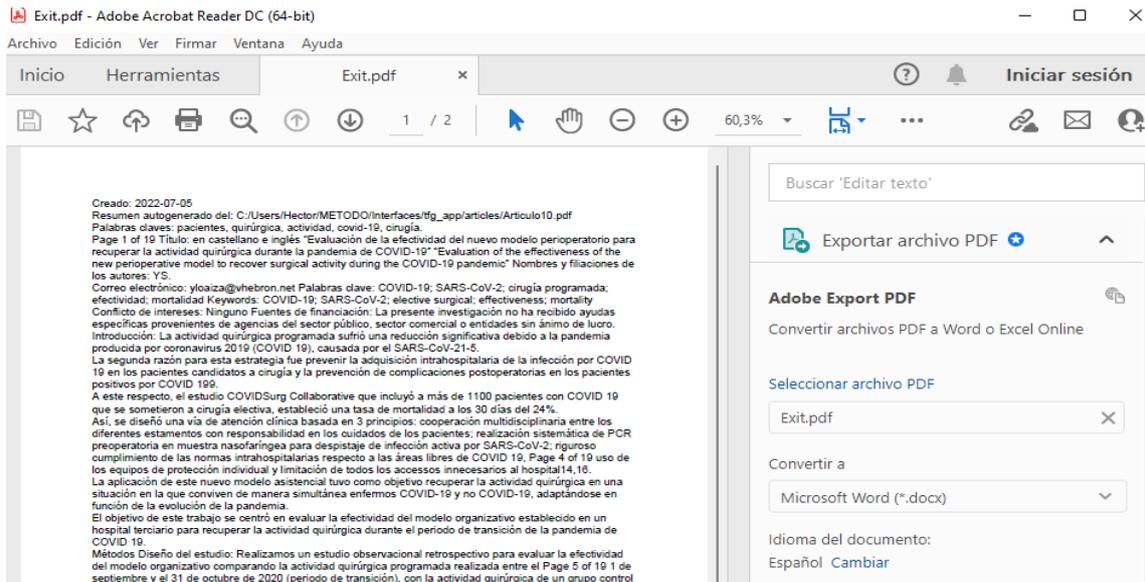 Exit.pdf - Adobe Acrobat Reader DC (64-bit)
Archivo Edición Ver Firmar Ventana Ayuda
Inicio Herramientas Exit.pdf × Iniciar sesión
1 / 2 60,3%
Creado: 2022-07-05
Resumen autogenerado del: C:/Users/Hector/METODO/Interfaces/tfg_app/articles/Articulo10.pdf
Palabras claves: pacientes, quirúrgica, actividad, covid-19, cirugía.
Page 1 of 19 Título: en castellano e inglés "Evaluación de la efectividad del nuevo modelo perioperatorio para
recuperar la actividad quirúrgica durante la pandemia de COVID-19" "Evaluation of the effectiveness of the
new perioperative model to recover surgical activity during the COVID-19 pandemic" Nombres y filiaciones de
los autores: YS.
Correo electrónico: yloaiza@vhebron.net Palabras clave: COVID-19; SARS-CoV-2; cirugía programada;
efectividad; mortalidad Keywords: COVID-19; SARS-CoV-2; elective surgical; effectiveness; mortality
Conflicto de intereses: Ninguno Fuentes de financiación: La presente investigación no ha recibido ayudas
específicas provenientes de agencias del sector público, sector comercial o entidades sin ánimo de lucro.
Introducción: La actividad quirúrgica programada sufrió una reducción significativa debido a la pandemia
producida por coronavirus 2019 (COVID 19), causada por el SARS-CoV-21-5.
La segunda razón para esta estrategia fue prevenir la adquisición intrahospitalaria de la infección por COVID
19 en los pacientes candidatos a cirugía y la prevención de complicaciones postoperatorias en los pacientes
positivos por COVID 199.
A este respecto, el estudio COVIDSurg Collaborative que incluyó a más de 1100 pacientes con COVID 19
que se sometieron a cirugía electiva, estableció una tasa de mortalidad a los 30 días del 24%.
Así, se diseñó una vía de atención clínica basada en 3 principios: cooperación multidisciplinaria entre los
diferentes estamentos con responsabilidad en los cuidados de los pacientes; realización sistemática de PCR
preoperatoria en muestra nasofaríngea para despistaje de infección activa por SARS-CoV-2; riguroso
cumplimiento de las normas intrahospitalarias respecto a las áreas libres de COVID 19, Page 4 of 19 uso de
los equipos de protección individual y limitación de todos los accessos innecesarios al hospital14,16.
La aplicación de este nuevo modelo asistencial tuvo como objetivo recuperar la actividad quirúrgica en una
situación en la que conviven de manera simultánea enfermos COVID-19 y no COVID-19, adaptándose en
función de la evolución de la pandemia.
El objetivo de este trabajo se centró en evaluar la efectividad del modelo organizativo establecido en un
hospital terciario para recuperar la actividad quirúrgica durante el periodo de transición de la pandemia de
COVID 19.
Métodos Diseño del estudio: Realizamos un estudio observacional retrospectivo para evaluar la efectividad
del modelo organizativo comparando la actividad quirúrgica programada realizada entre el Page 5 of 19 1 de
septiembre y el 31 de octubre de 2020 (periodo de transición), con la actividad quirúrgica de un grupo control
Buscar 'Editar texto'
Exportar archivo PDF
Adobe Export PDF
Convertir archivos PDF a Word o Excel Online
Seleccionar archivo PDF
Exit.pdf
Convertir a
Microsoft Word (*.docx)
Idioma del documento:
Español Cambiar